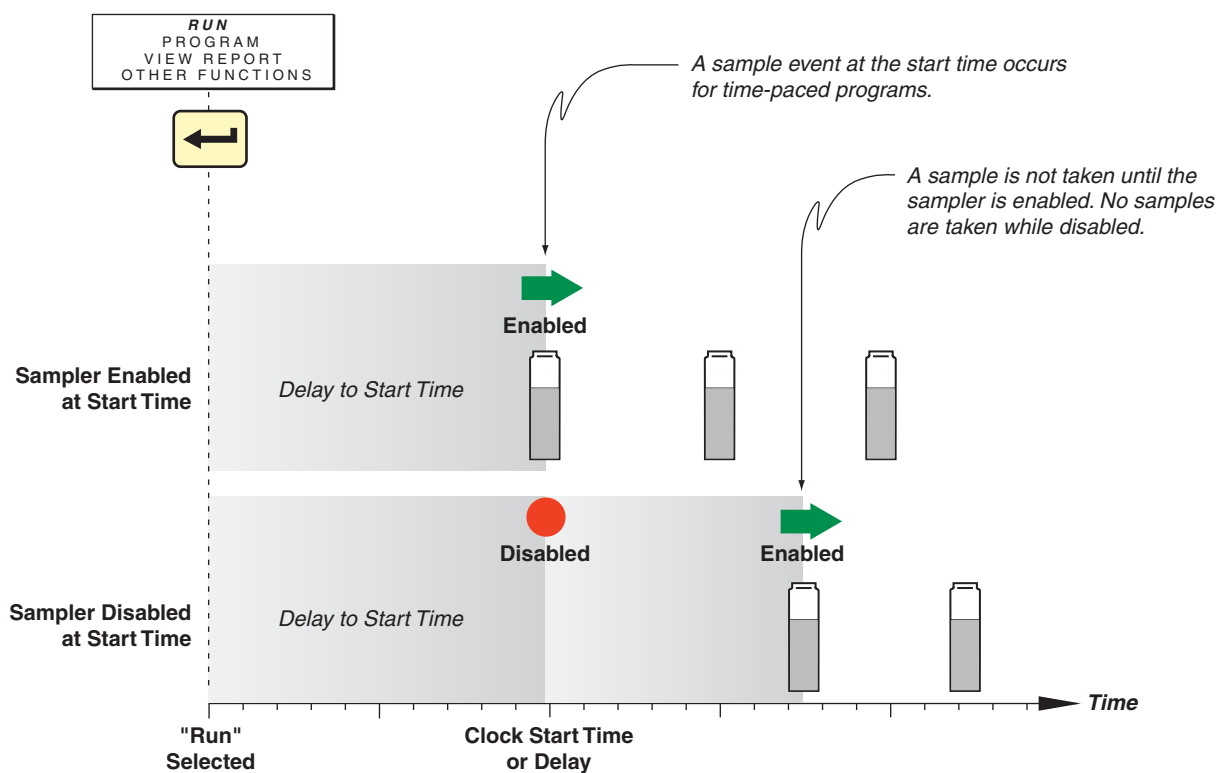 RUN
PROGRAM
VIEW REPORT
OTHER FUNCTIONS
A sample event at the start time occurs
for time-paced programs.
A sample is not taken until the
sampler is enabled. No samples
are taken while disabled.
Enabled
Sampler Enabled
at Start Time
Delay to Start Time
Disabled
Enabled
Sampler Disabled
at Start Time
Delay to Start Time
Time
"Run"
Selected
Clock Start Time
or Delay